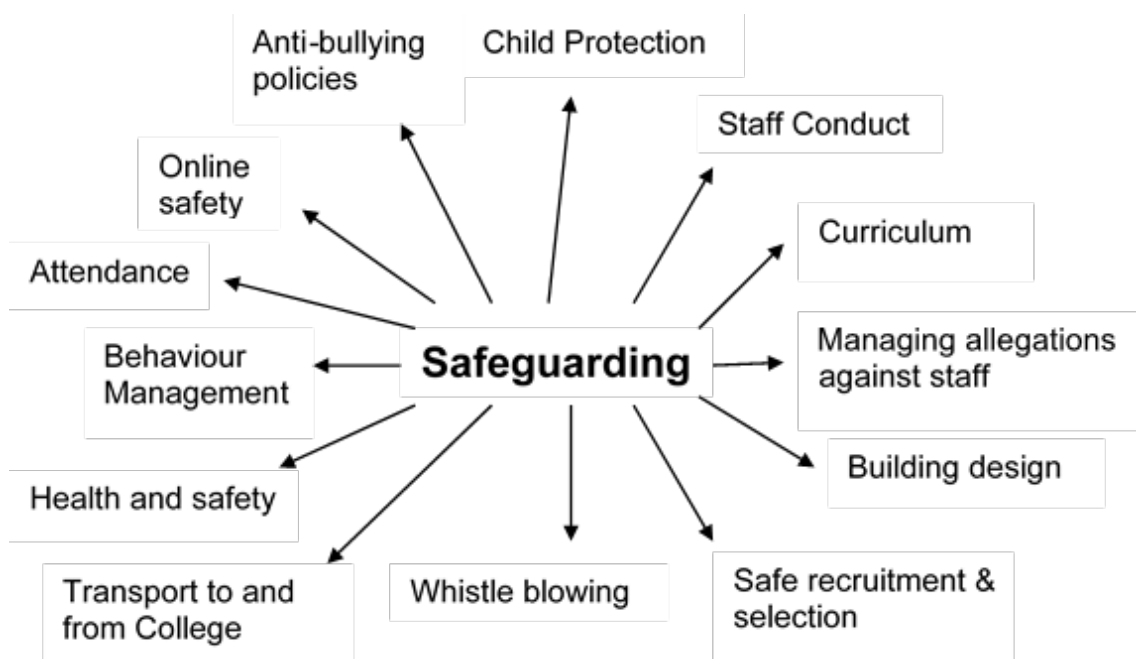 Anti-bullying
policies
Child Protection
Staff Conduct
Online
safety
Curriculum
Attendance
Behaviour
Management
Safeguarding
Managing allegations
against staff
Building design
Health and safety
Transport to and
from College
Whistle blowing
Safe recruitment &
selection